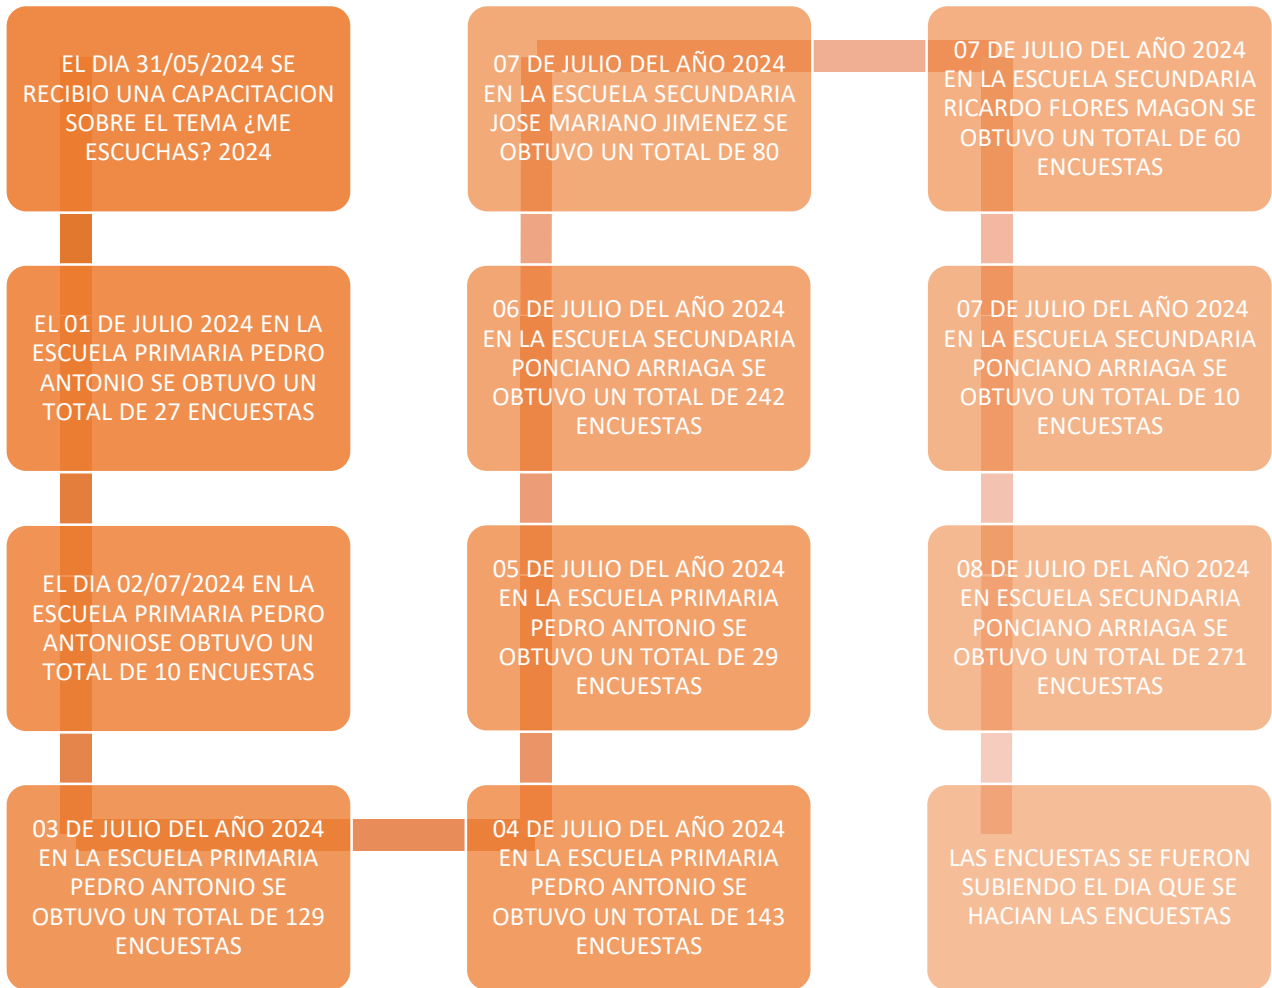 EL DIA 31/05/2024 SE
RECIBIO UNA CAPACITACION
SOBRE EL TEMA ¿ME
ESCUCHAS? 2024
EL 01 DE JULIO 2024 EN LA
ESCUELA PRIMARIA PEDRO
ANTONIO SE OBTUVO UN
TOTAL DE 27 ENCUESTAS
EL DIA 02/07/2024 EN LA
ESCUELA PRIMARIA PEDRO
ANTONIOSE OBTUVO UN
TOTAL DE 10 ENCUESTAS
03 DE JULIO DEL AÑO 2024
EN LA ESCUELA PRIMARIA
PEDRO ANTONIO SE
OBTUVO UN TOTAL DE 129
ENCUESTAS
04 DE JULIO DEL AÑO 2024
EN LA ESCUELA PRIMARIA
PEDRO ANTONIO SE
OBTUVO UN TOTAL DE 143
ENCUESTAS
05 DE JULIO DEL AÑO 2024
EN LA ESCUELA PRIMARIA
PEDRO ANTONIO SE
OBTUVO UN TOTAL DE 29
ENCUESTAS
06 DE JULIO DEL AÑO 2024
EN LA ESCUELA SECUNDARIA
PONCIANO ARRIAGA SE
OBTUVO UN TOTAL DE 242
ENCUESTAS
07 DE JULIO DEL AÑO 2024
EN LA ESCUELA SECUNDARIA
JOSE MARIANO JIMENEZ SE
OBTUVO UN TOTAL DE 80
07 DE JULIO DEL AÑO 2024
EN LA ESCUELA SECUNDARIA
RICARDO FLORES MAGON SE
OBTUVO UN TOTAL DE 60
ENCUESTAS
07 DE JULIO DEL AÑO 2024
EN LA ESCUELA SECUNDARIA
PONCIANO ARRIAGA SE
OBTUVO UN TOTAL DE 10
ENCUESTAS
08 DE JULIO DEL AÑO 2024
EN ESCUELA SECUNDARIA
PONCIANO ARRIAGA SE
OBTUVO UN TOTAL DE 271
ENCUESTAS
LAS ENCUESTAS SE FUERON
SUBIENDO EL DIA QUE SE
HACIAN LAS ENCUESTAS